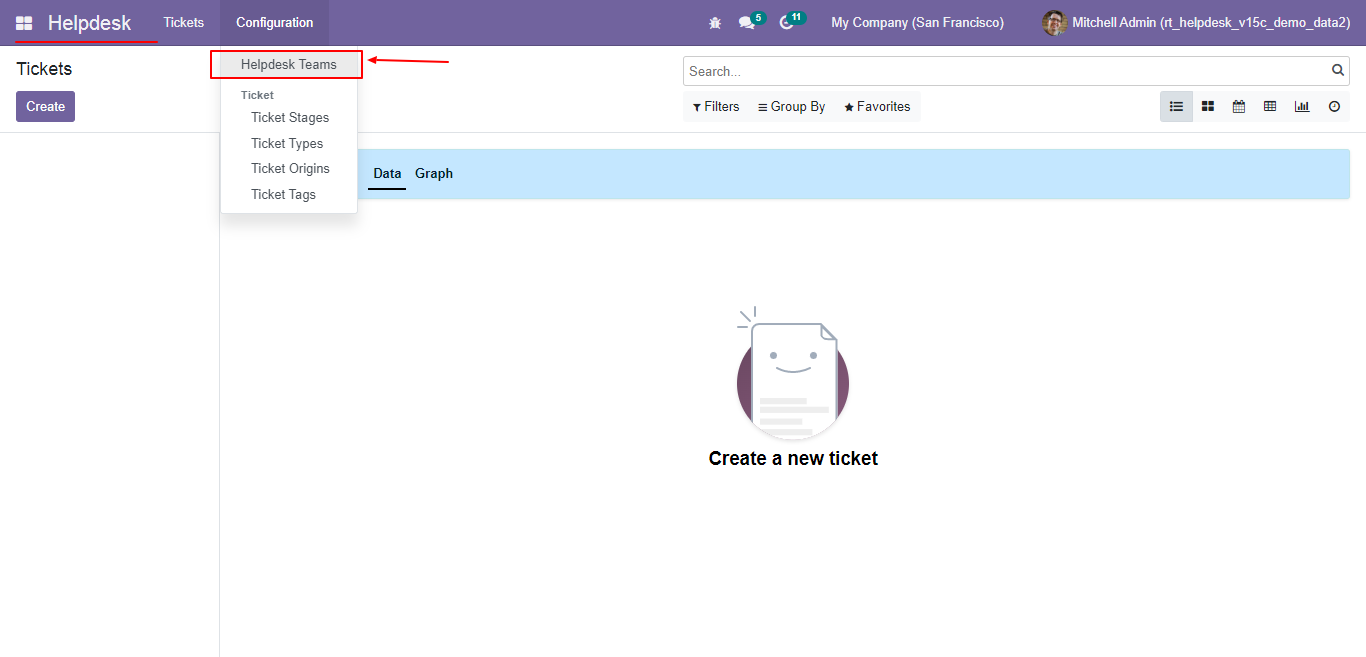 Helpdesk Tickets Configuration 5 11 My Company (San Francisco) Mitchell Admin (rt_helpdesk_v15c_demo_data2)
Tickets
Create
Helpdesk Teams
Ticket
Ticket Stages
Ticket Types
Ticket Origins
Ticket Tags
Search...
Filters Group By Favorites
Data Graph
Create a new ticket